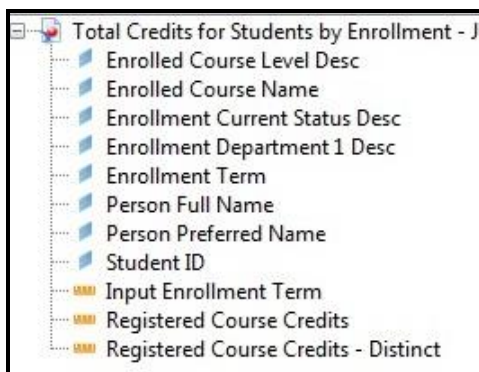 Total Credits for Students by Enrollment - J
Enrolled Course Level Desc
Enrolled Course Name
Enrollment Current Status Desc
Enrollment Department 1 Desc
Enrollment Term
Person Full Name
Person Preferred Name
Student ID
Input Enrollment Term
Registered Course Credits
Registered Course Credits - Distinct